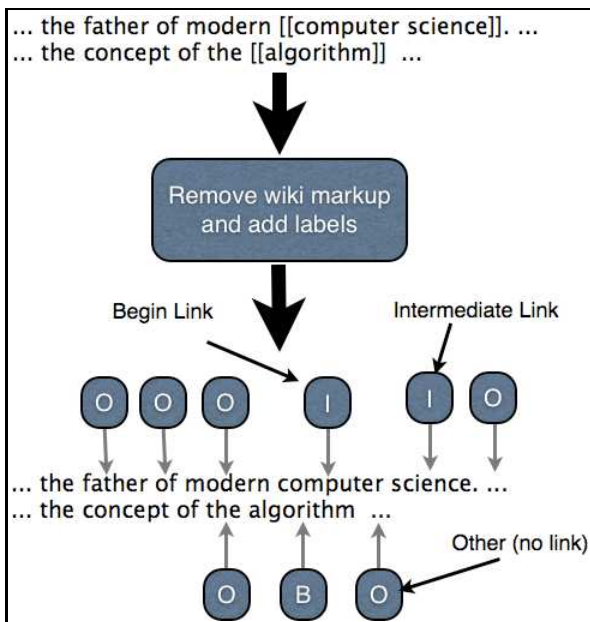 ... the father of modern [[computer science]]. ...
... the concept of the [[algorithm]] ...
Remove wiki markup
and add labels
Begin Link
Intermediate Link
O O O I I O
... the father of modern computer science. ...
... the concept of the algorithm ...
Other (no link)
O B O